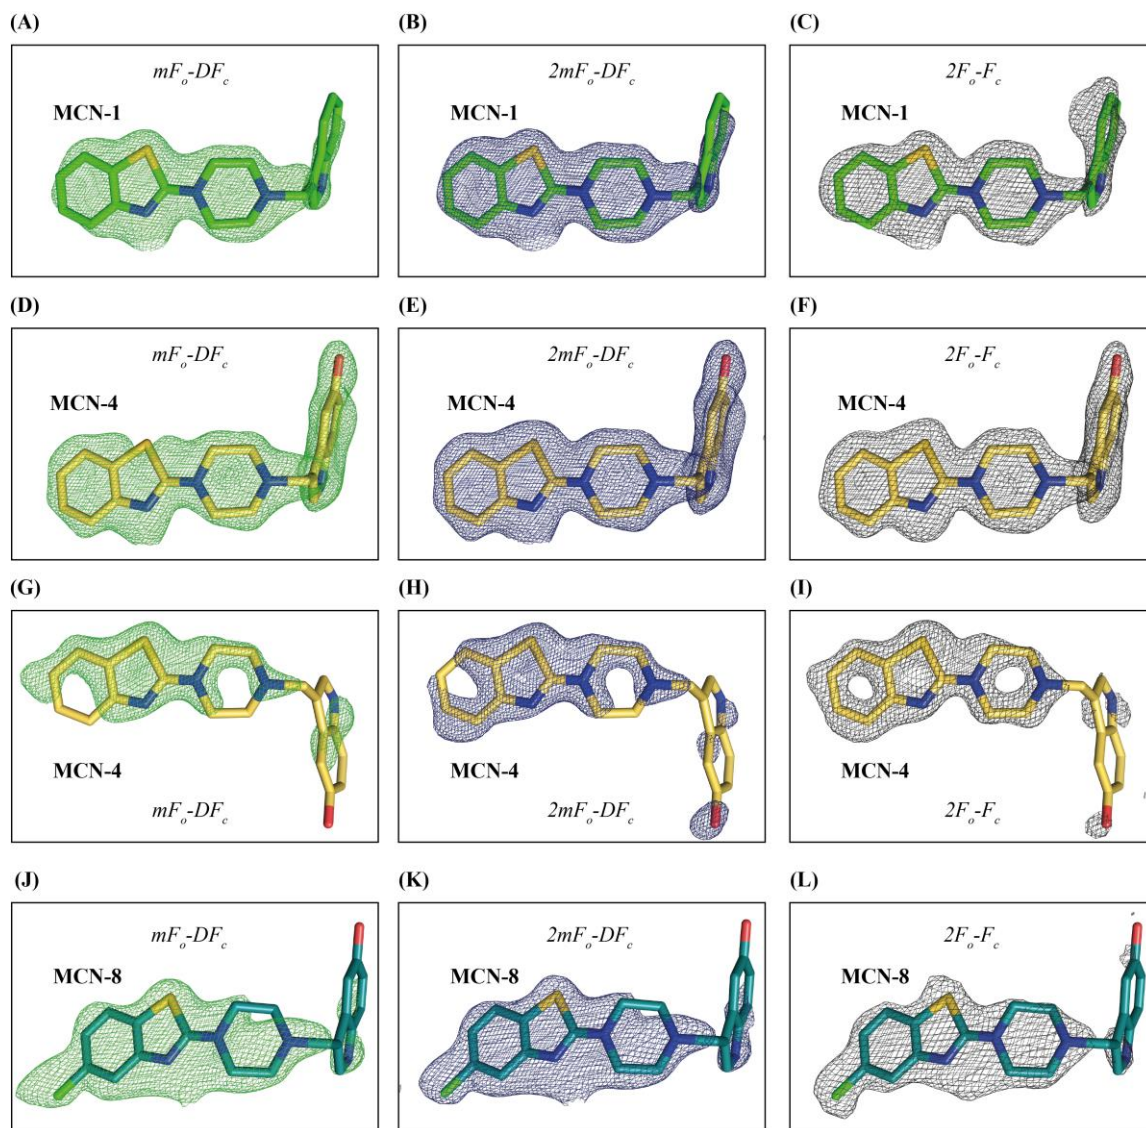 (A) (B) (C)
mFo-DFc 2mFo-DFc 2Fo-Fc
MCN-1 MCN-1 MCN-1
(D) (E) (F)
mFo-DFc 2mFo-DFc 2Fo-Fc
MCN-4 MCN-4 MCN-4
(G) (H) (I)
MCN-4 MCN-4 MCN-4
mFo-DFc 2mFo-DFc 2Fo-Fc
(J) (K) (L)
mFo-DFc 2mFo-DFc 2Fo-Fc
MCN-8 MCN-8 MCN-8